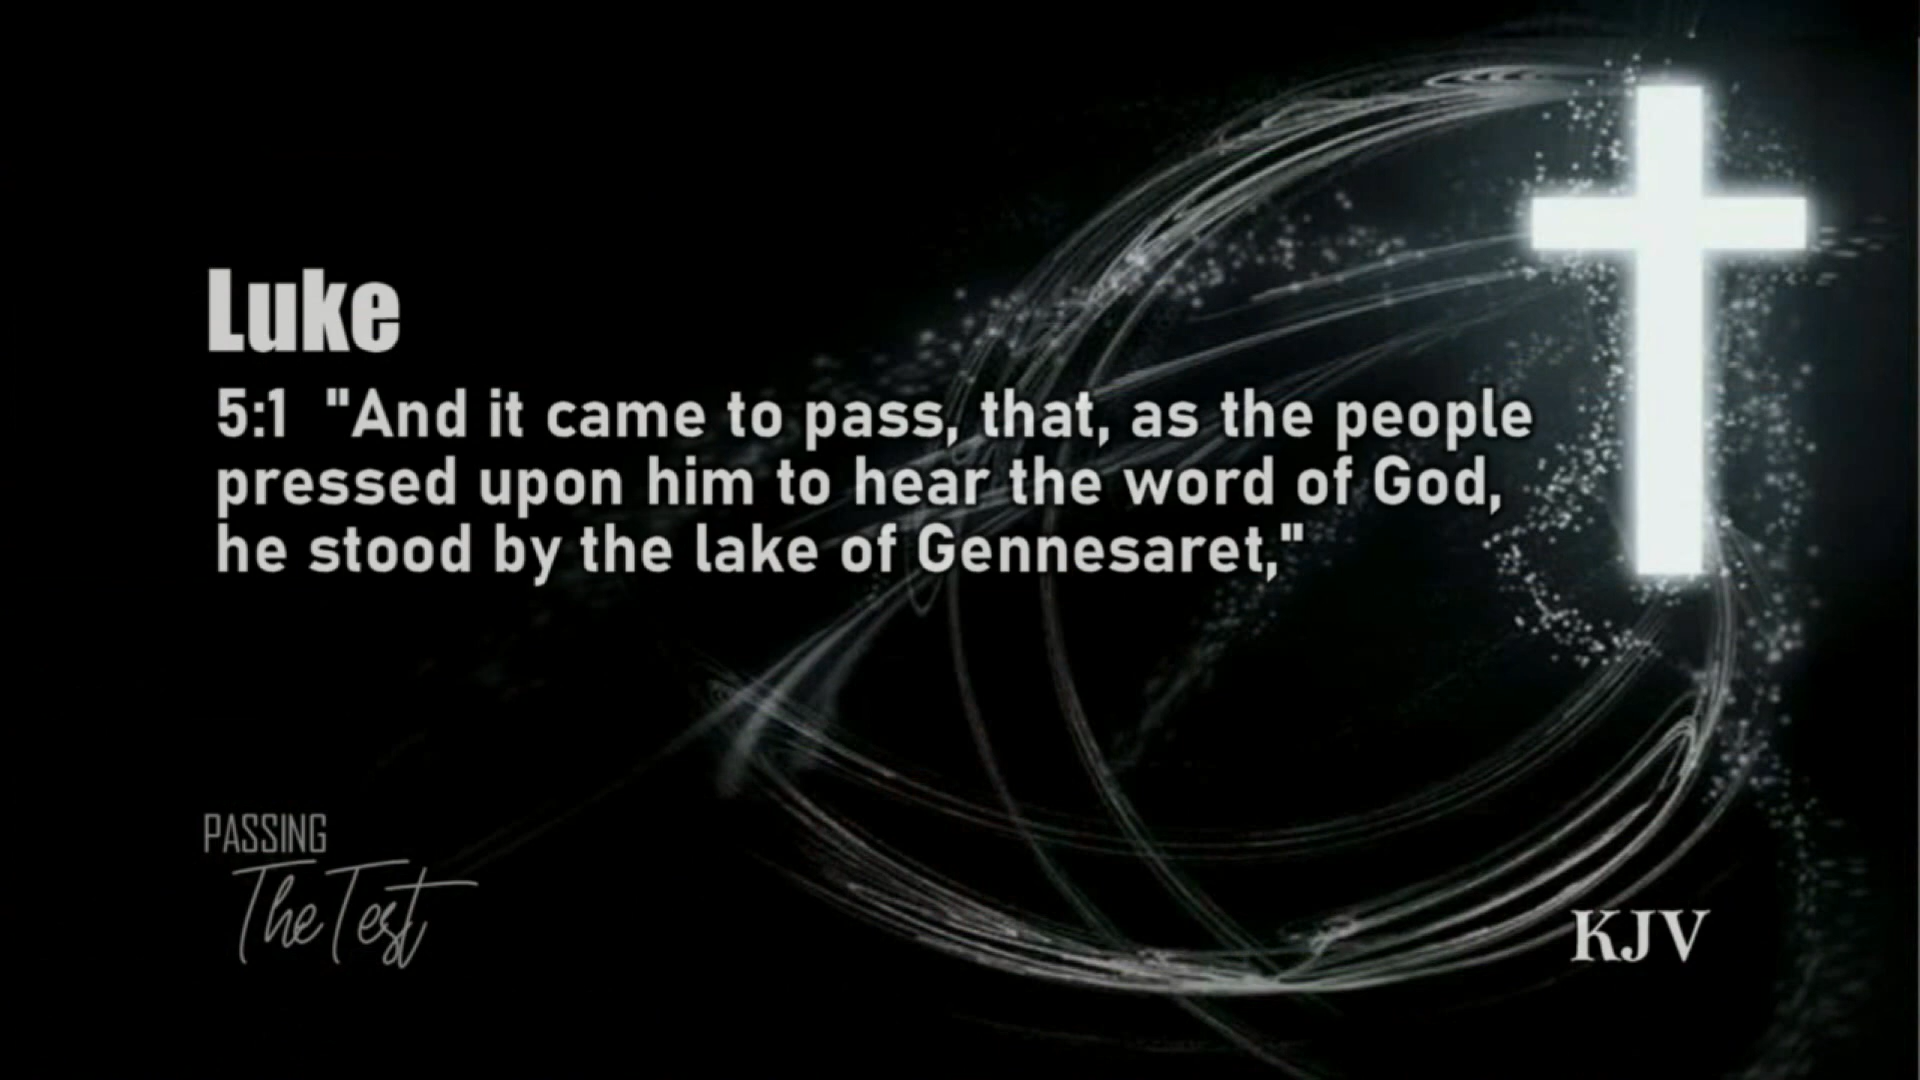 Luke
5:1 "And it came to pass, that, as the people
pressed upon him to hear the word of God,
he stood by the lake of Gennesaret,"
PASSING
The Test
KJV